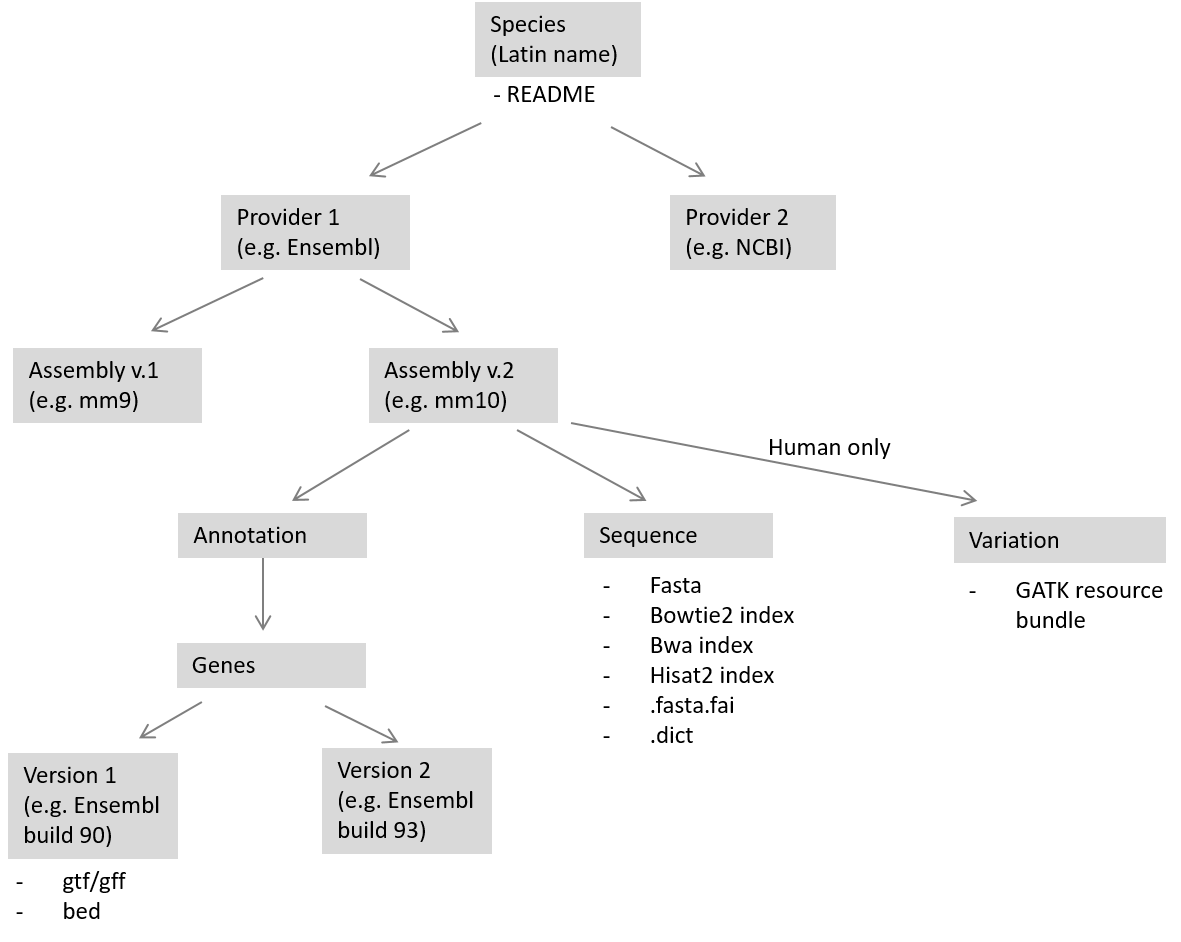 Species
(Latin name)
- README
Provider 1
(e.g. Ensembl)
Provider 2
(e.g. NCBI)
Assembly v.1
(e.g. mm9)
Assembly v.2
(e.g. mm10)
Human only
Annotation
Sequence
- Fasta
- Bowtie2 index
- Bwa index
- Hisat2 index
- .fasta.fai
- .dict
Variation
- GATK resource
bundle
Genes
Version 1
(e.g. Ensembl
build 90)
- gtf/gff
- bed
Version 2
(e.g. Ensembl
build 93)